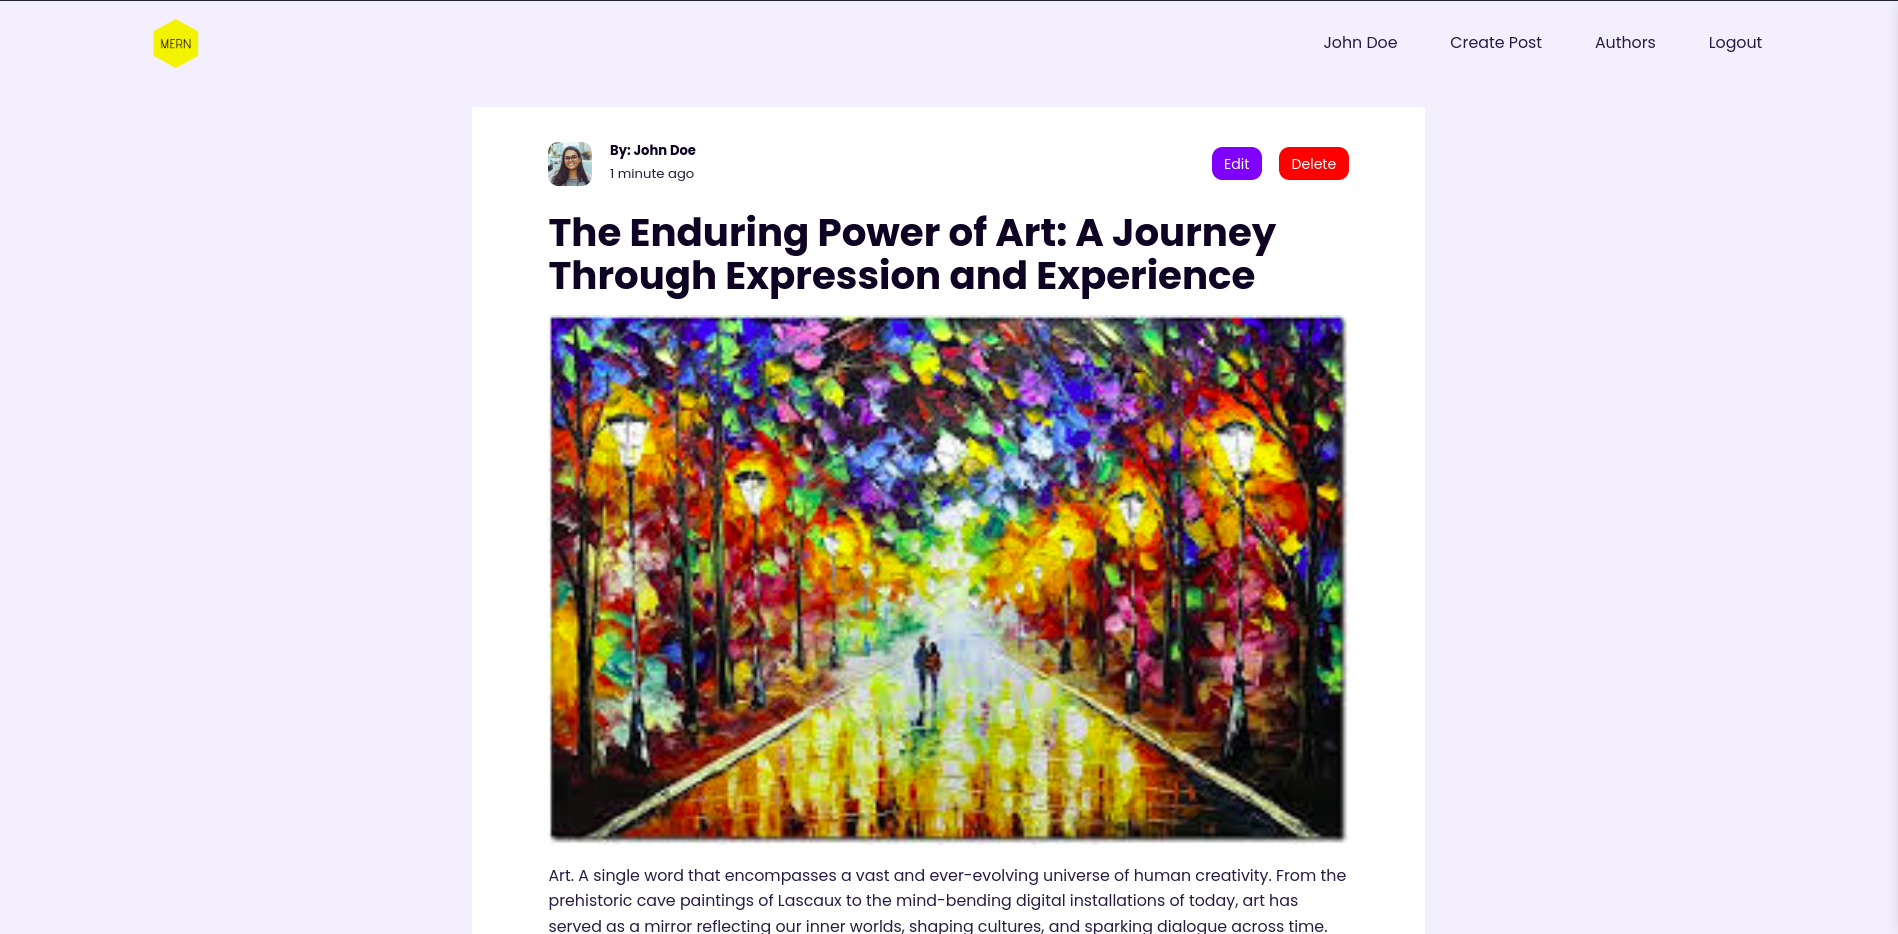 MERN
John Doe
Create Post
Authors
Logout
By: John Doe
1 minute ago
Edit
Delete
The Enduring Power of Art: A Journey
Through Expression and Experience
Art. A single word that encompasses a vast and ever-evolving universe of human creativity. From the
prehistoric cave paintings of Lascaux to the mind-bending digital installations of today, art has
served as a mirror reflecting our inner worlds, shaping cultures, and sparking dialogue across time.